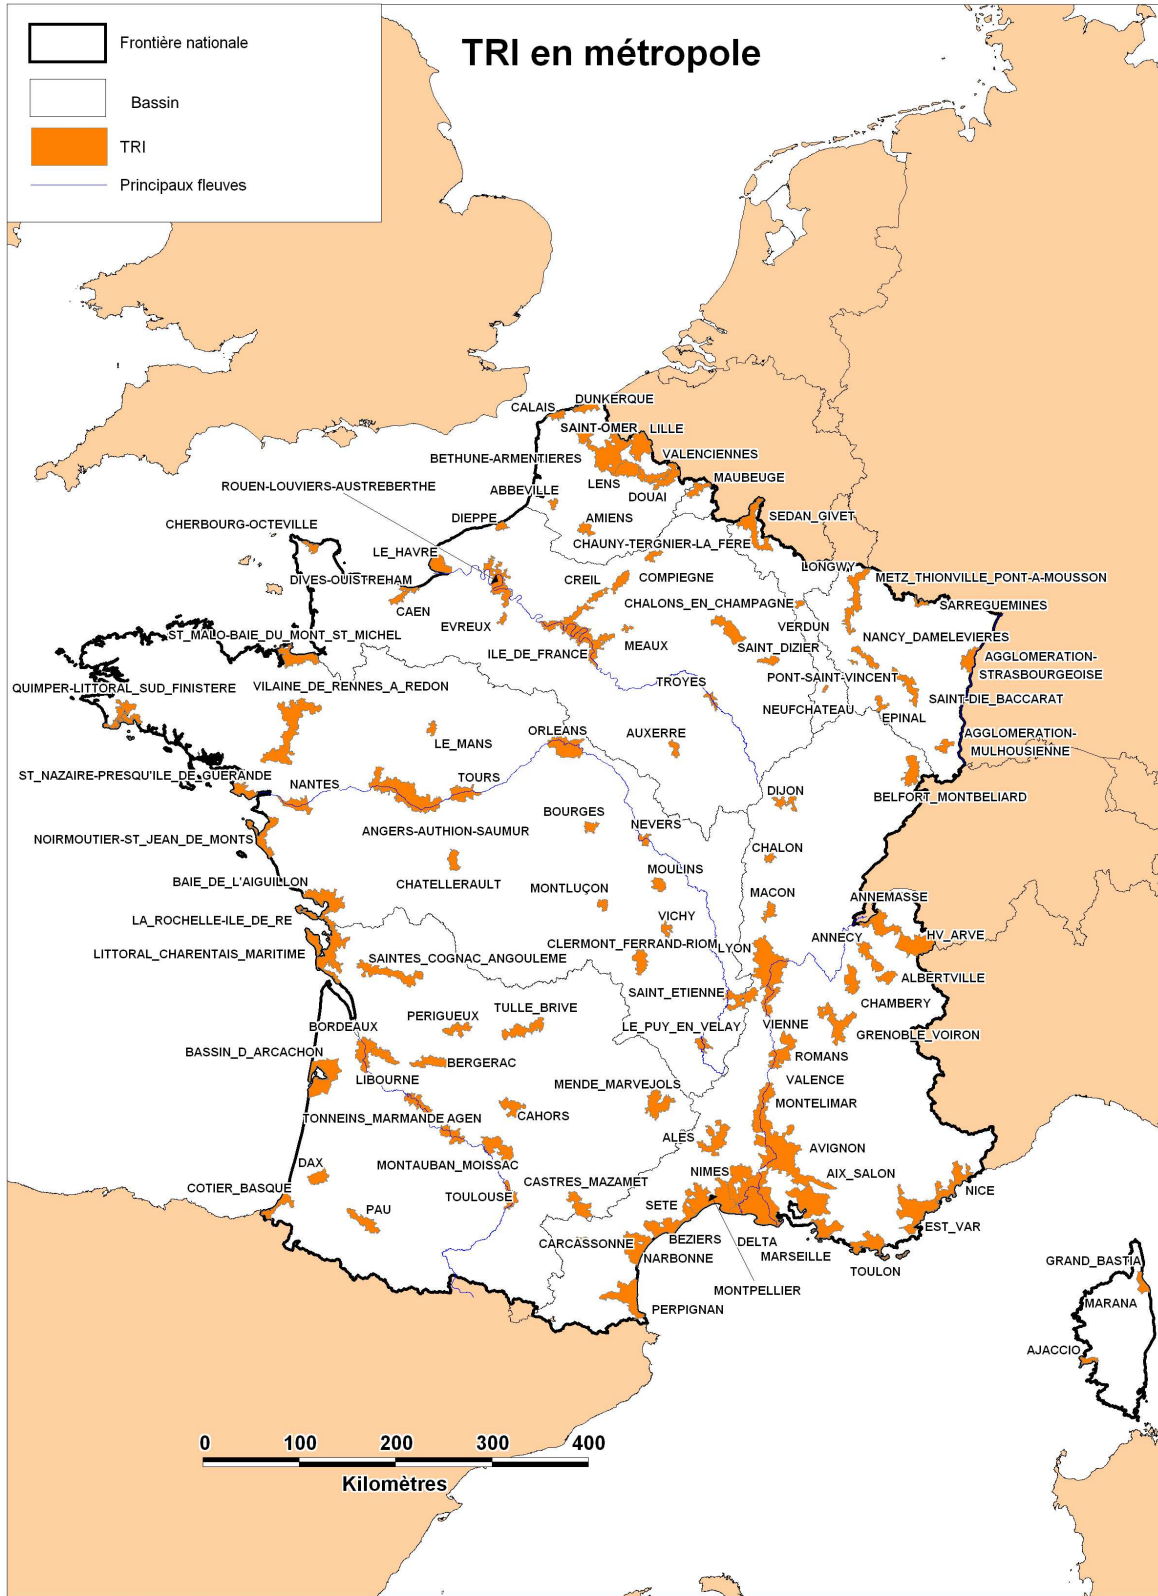 Frontière nationale
TRI en métropole
Bassin
TRI
Principaux fleuves
DUNKERQUE
CALAIS
SAINT-OMER
LILLE
BETHUNE-ARMENTIERES
VALENCIENNES
MAUBEUGE
LENS
DOUAI
ROUEN-LOUVIERS-AUSTREBERTHE
ABBEVILLE
DIEPPE
AMIENS
SEDAN_GIVET
CHERBOURG-OCTEVILLE
CHAUNY-TERGNIER-LA_FERE
LE_HAVRE
LONGWY
DIVES-OUISTREHAM
CREIL
COMPIEGNE
METZ_THIONVILLE_PONT-A-MOUSSON
CAEN
CHALONS_EN_CHAMPAGNE
SARREGUEMINES
EVREUX
VERDUN
ST_MALO-BAIE_DU_MONT_ST_MICHEL
MEAUX
SAINT_DIZIER
NANCY_DAMELEVIERES
ILE_DE_FRANCE
AGGLOMERATION-
STRASBOURGEOISE
PONT-SAINT-VINCENT
QUIMPER-LITTORAL_SUD_FINISTERE
VILAINE_DE_RENNES_A_REDON
TROYES
SAINT-DIE_BACCARAT
NEUFCHATEAU
EPINAL
LE_MANS
ORLEANS
AUXERRE
AGGLOMERATION-
MULHOUSIENNE
ST_NAZAIRE-PRESQU'ILE_DE_GUERANDE
NANTES
TOURS
DIJON
BELFORT_MONTBELIARD
BOURGES
NEVERS
ANGERS-AUTHION-SAUMUR
NOIRMOUTIER-ST_JEAN_DE_MONTS
CHALON
BAIE_DE_L'AIGUILLON
CHATELLERAULT
MOULINS
MONTLUÇON
MACON
ANNEMASSE
LA_ROCHELLE-ILE_DE_RE
VICHY
ANNECY
HV_ARVE
LITTORAL_CHARENTAIS_MARITIME
SAINTES_COGNAC_ANGOULEME
CLERMONT_FERRAND-RIOM
LYON
ALBERTVILLE
SAINT_ETIENNE
CHAMBERY
PERIGUEUX
TULLE_BRIVE
BORDEAUX
LE_PUY_EN_VELAY
VIENNE
GRENOBLE_VOIRON
BASSIN_D_ARCACHON
BERGERAC
ROMANS
LIBOURNE
MENDE_MARVEJOLS
VALENCE
MONTELIMAR
TONNEINS_MARMANDE
AGEN
CAHORS
ALES
AVIGNON
DAX
MONTAUBAN_MOISSAC
NIMES
AIX_SALON
COTIER_BASQUE
TOULOUSE
CASTRES_MAZAMET
NICE
PAU
SETE
EST_VAR
CARCASSONNE
BEZIERS
DELTA
NARBONNE
MARSEILLE
TOULON
MONTPELLIER
PERPIGNAN
GRAND_BASTIA
MARANA
AJACCIO
0 100 200 300 400
Kilomètres